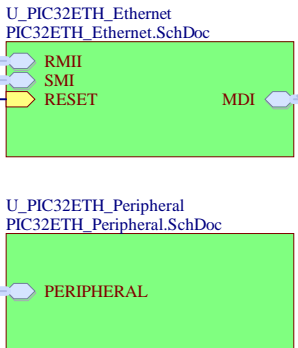 U_PIC32ETH_Ethernet
PIC32ETH_Ethernet.SchDoc
RMII
SMI
RESET MDI
U_PIC32ETH_Peripheral
PIC32ETH_Peripheral.SchDoc
PERIPHERAL